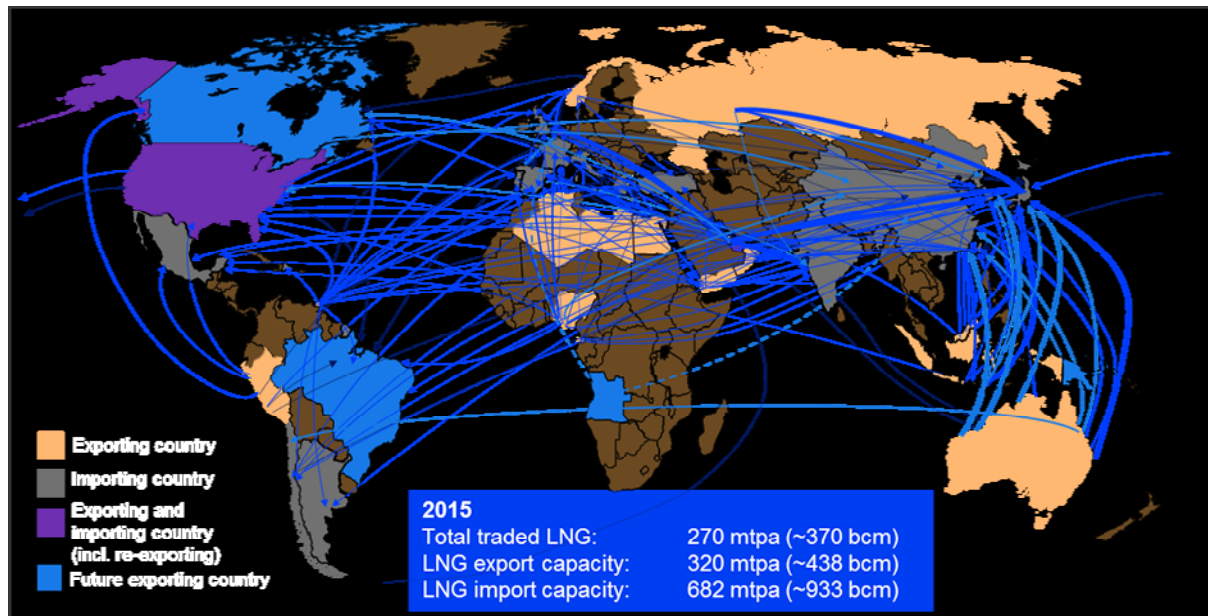 Exporting country
Importing country
Exporting and
importing country
(incl. re-exporting)
Future exporting country
2015
Total traded LNG: 270 mtpa (~370 bcm)
LNG export capacity: 320 mtpa (~438 bcm)
LNG import capacity: 682 mtpa (~933 bcm)